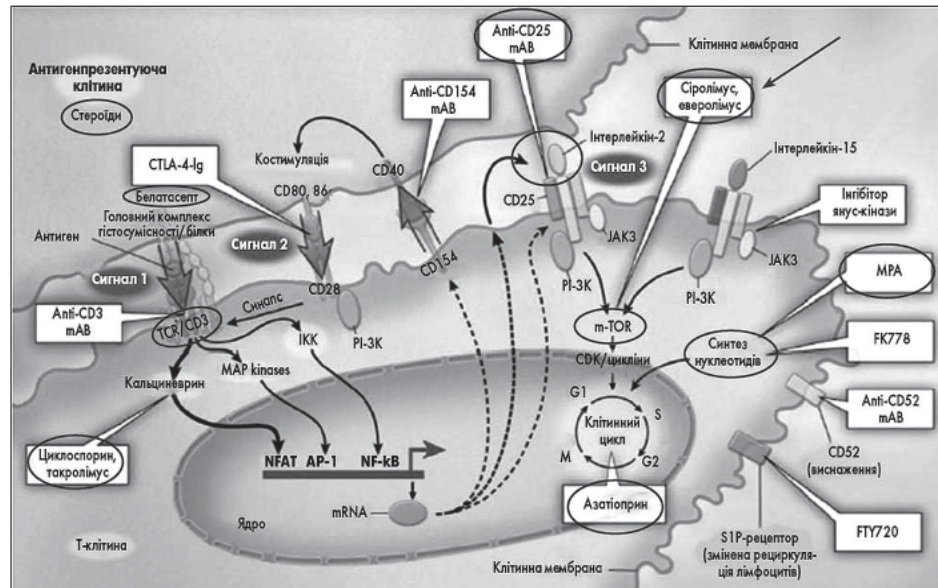 Антигенпрезентуюча
клітина
Стероїди
CTLA-4-Ig
Белатасепт
Головний комплекс
гістосумісності/білки
Антиген
Сигнал 1
Anti-CD3
mAB
TCR/CD3
Костимуляція
CD80, 86
Сигнал 2
CD28
Синапс
PI-3K
CD40
Anti-CD154
mAB
CD154
Anti-CD25
mAB
Клітинна мембрана
Сіролімус,
еверолімус
Інтерлейкін-2
Сигнал 3
CD25
JAK3
PI-3K
Інтерлейкін-15
Інгібітор
янус-кінази
JAK3
PI-3K
m-TOR
CDK/цикліни
MPA
Синтез
нуклеотидів
FK778
Anti-CD52
mAB
CD52
(виснаження)
IKK
MAP kinases
Кальциневрин
Циклоспорин,
такролімус
NFAT
AP-1
NF-kB
mRNA
Ядро
G1
S
G2
M
Клітинний
цикл
Азатіоприн
Т-клітина
Клітинна мембрана
S1P-рецептор
(змінена рециркуля-
ція лімфоцитів)
FTY720